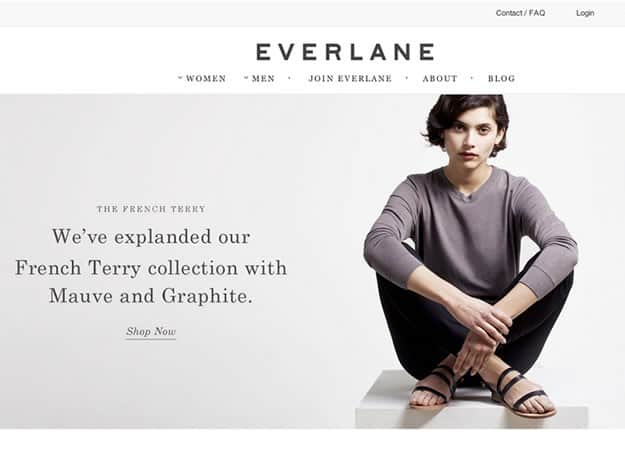 Contact / FAQ Login
EVERLANE
WOMEN MEN · JOIN EVERLANE · ABOUT · BLOG
THE FRENCH TERRY
We've explanded our
French Terry collection with
Mauve and Graphite.
Shop Now